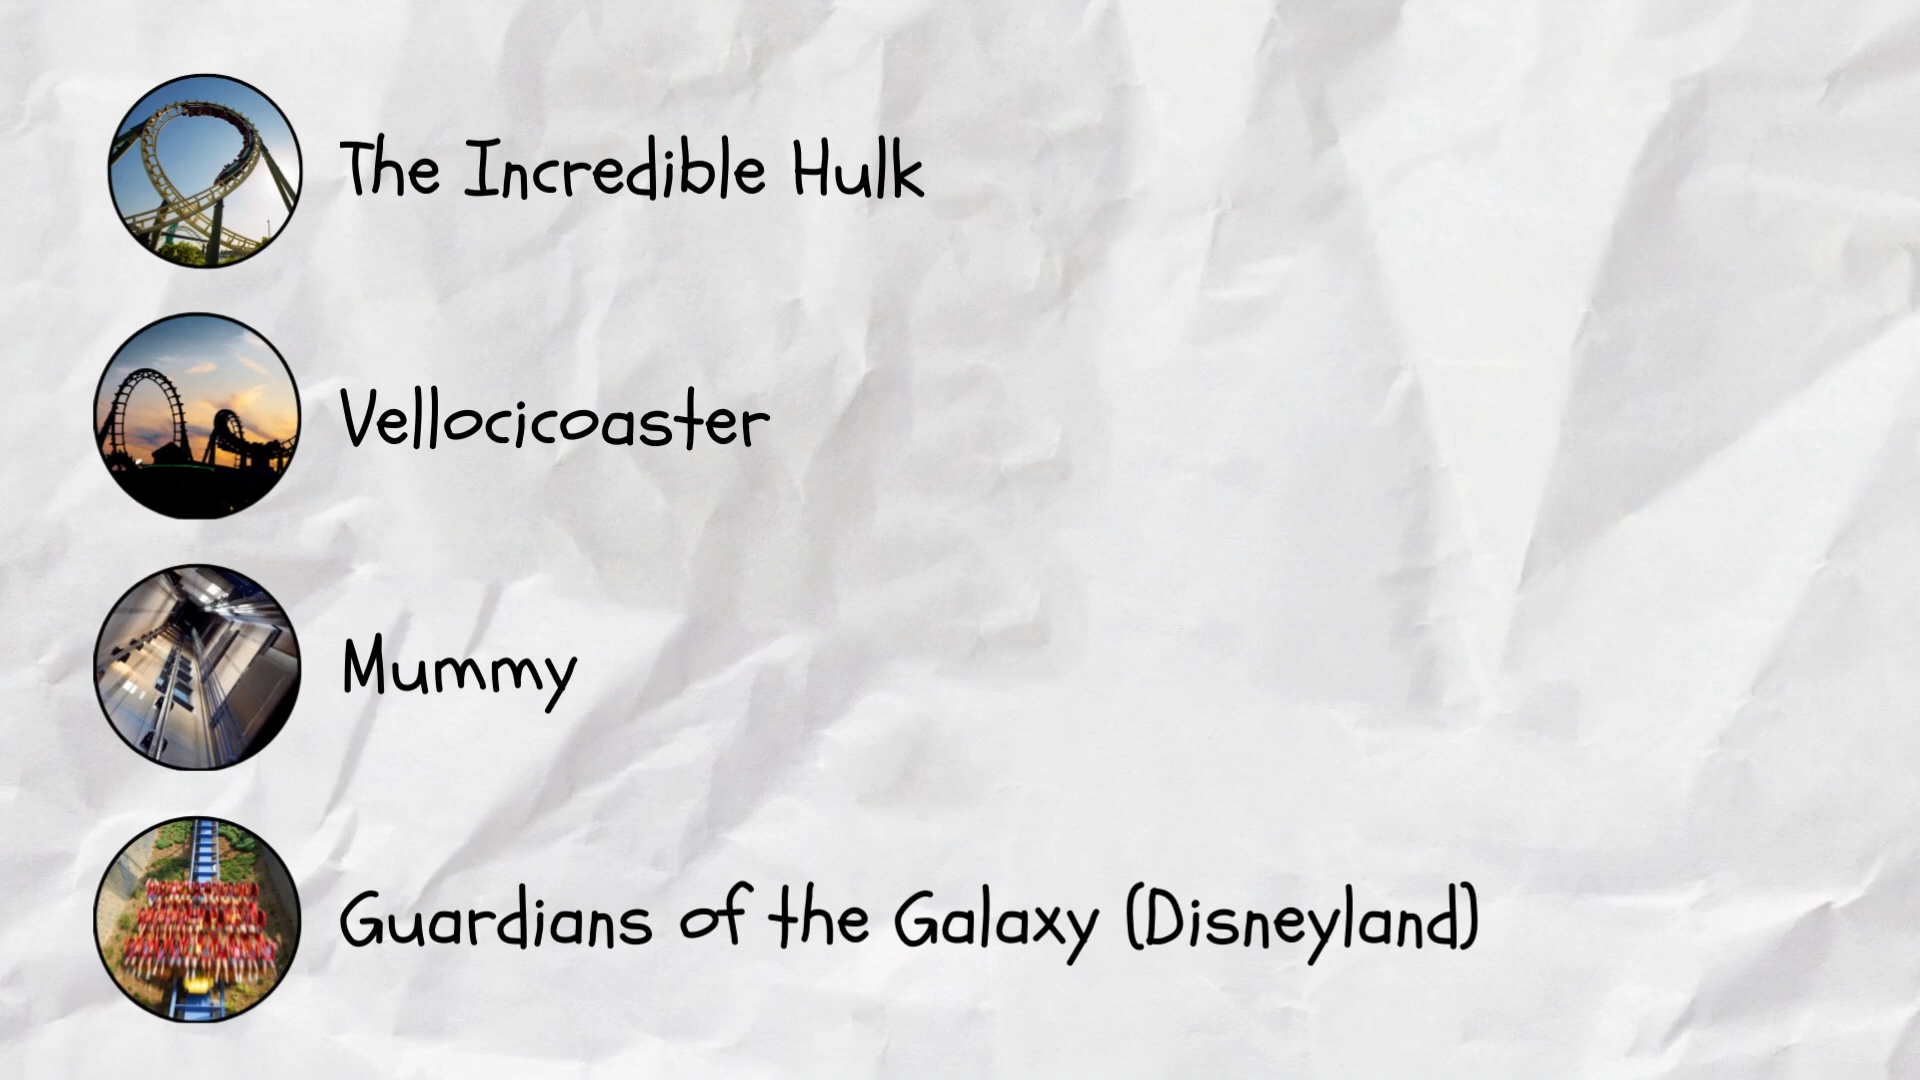 The Incredible Hulk
Vellocicoaster
Mummy
Guardians of the Galaxy (Disneyland)